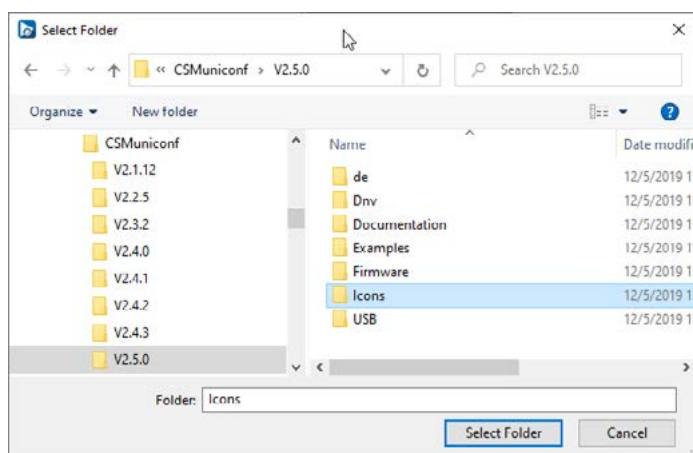 Select Folder
« CSMuniconf > V2.5.0
Search V2.5.0
Organize
New folder
CSMuniconf
V2.1.12
V2.2.5
V2.3.2
V2.4.0
V2.4.1
V2.4.2
V2.4.3
V2.5.0
Name
Date modifi
de
12/5/2019 1
Dnv
12/5/2019 1
Documentation
12/5/2019 1
Examples
12/5/2019 1
Firmware
12/5/2019 1
Icons
12/5/2019 1
USB
12/5/2019 1
Folder: Icons
Select Folder
Cancel